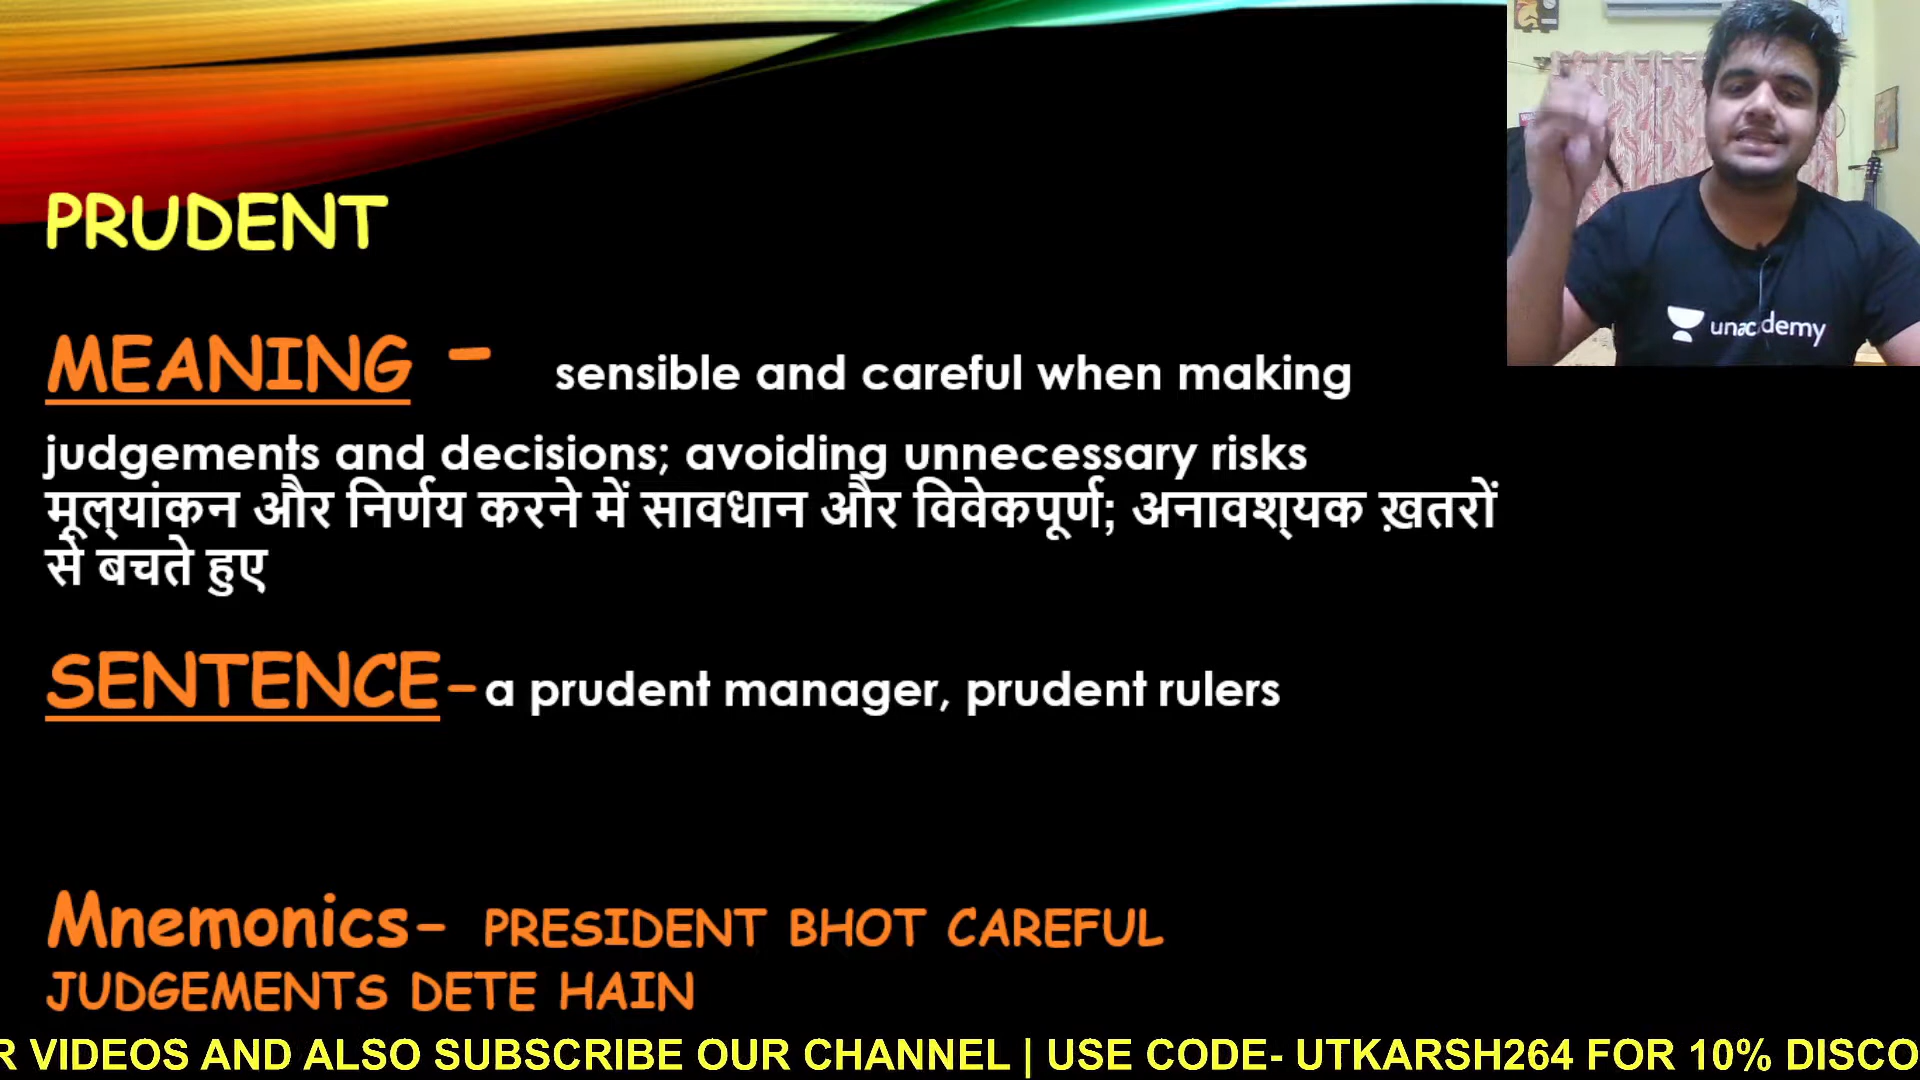 PRUDENT
MEANING - sensible and careful when making
judgements and decisions; avoiding unnecessary risks
मूल्यांकन और निर्णय करने में सावधान और विवेकपूर्ण; अनावश्यक ख़तरों
से बचते हुए
SENTENCE-a prudent manager, prudent rulers
Mnemonics- PRESIDENT BHOT CAREFUL
JUDGEMENTS DETE HAIN
R VIDEOS AND ALSO SUBSCRIBE OUR CHANNEL | USE CODE- UTKARSH264 FOR 10% DISCO
unacademy